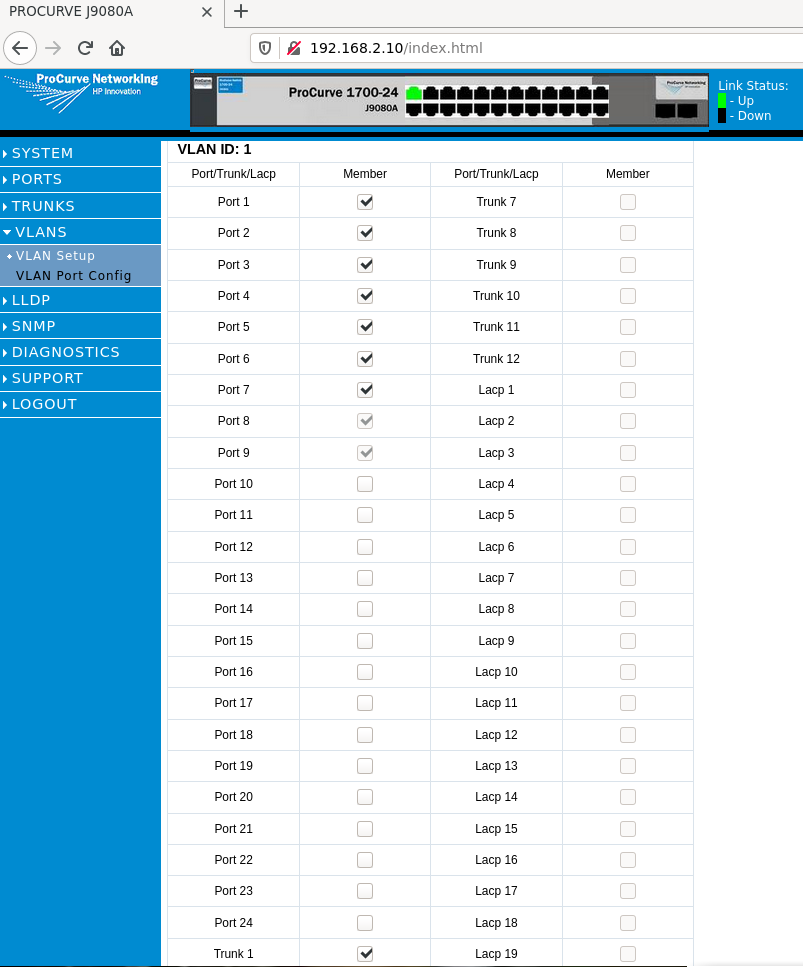 PROCURVE J9080A
192.168.2.10/index.html
ProCurve Networking
HP Innovation
ProCurve 1700-24
J9080A
ProCurve Networking
Link Status:
- Up
- Down
SYSTEM
PORTS
TRUNKS
VLANS
VLAN Setup
VLAN Port Config
LLDP
SNMP
DIAGNOSTICS
SUPPORT
LOGOUT
VLAN ID: 1
Port/Trunk/Lacp Member Port/Trunk/Lacp Member
Port 1 Trunk 7
Port 2 Trunk 8
Port 3 Trunk 9
Port 4 Trunk 10
Port 5 Trunk 11
Port 6 Trunk 12
Port 7 Lacp 1
Port 8 Lacp 2
Port 9 Lacp 3
Port 10 Lacp 4
Port 11 Lacp 5
Port 12 Lacp 6
Port 13 Lacp 7
Port 14 Lacp 8
Port 15 Lacp 9
Port 16 Lacp 10
Port 17 Lacp 11
Port 18 Lacp 12
Port 19 Lacp 13
Port 20 Lacp 14
Port 21 Lacp 15
Port 22 Lacp 16
Port 23 Lacp 17
Port 24 Lacp 18
Trunk 1 Lacp 19